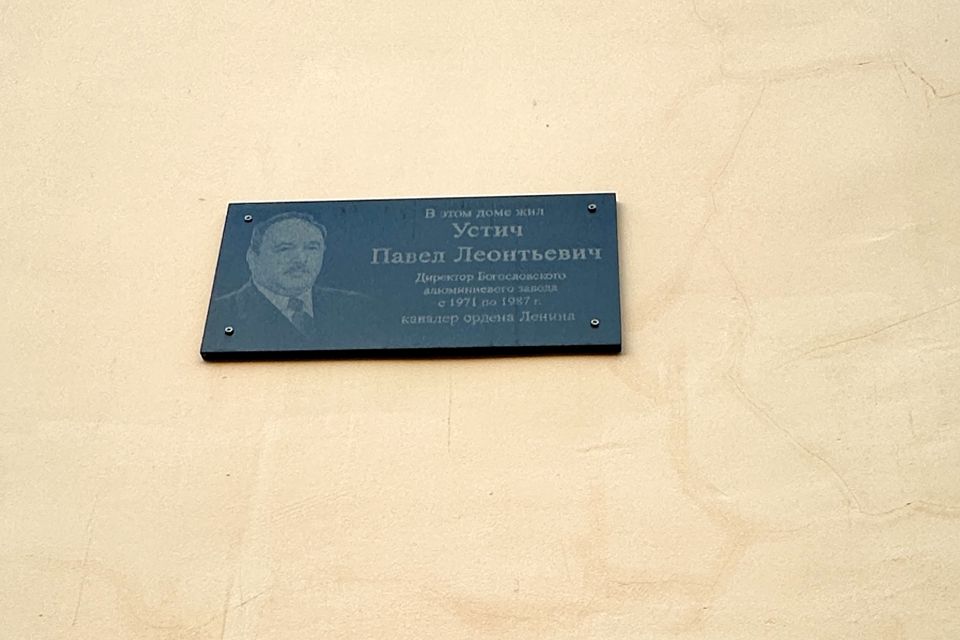 В этом доме жил
Устич
Павел Леонтьевич
Директор Богословского
алюминиевого завода
с 1971 по 1987 г.
кавалер ордена Ленина